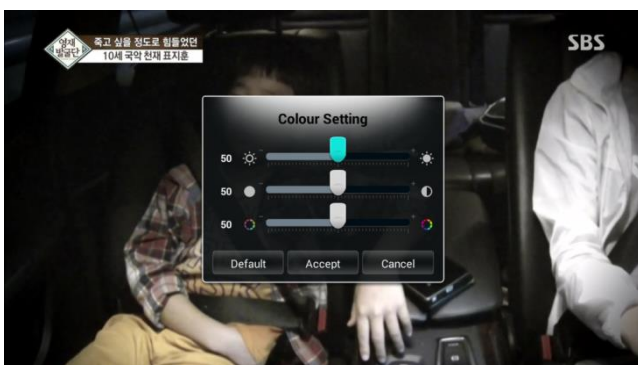 영재
발굴단
죽고 싶을 정도로 힘들었던
10세 국악 천재 표지훈
SBS
Colour Setting
50
50
50
Default Accept Cancel